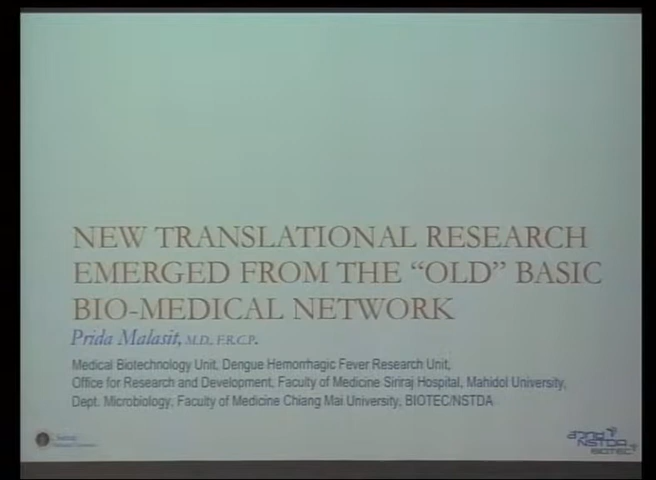 NEW TRANSLATIONAL RESEARCH
EMERGED FROM THE “OLD” BASIC
BIO-MEDICAL NETWORK
Prida Malasit, M.D., F.R.C.P.
Medical Biotechnology Unit, Dengue Hemorrhagic Fever Research Unit,
Office for Research and Development, Faculty of Medicine Siriraj Hospital, Mahidol University,
Dept. Microbiology, Faculty of Medicine Chiang Mai University, BIOTEC/NSTDA
NSTDA
BIOTEC